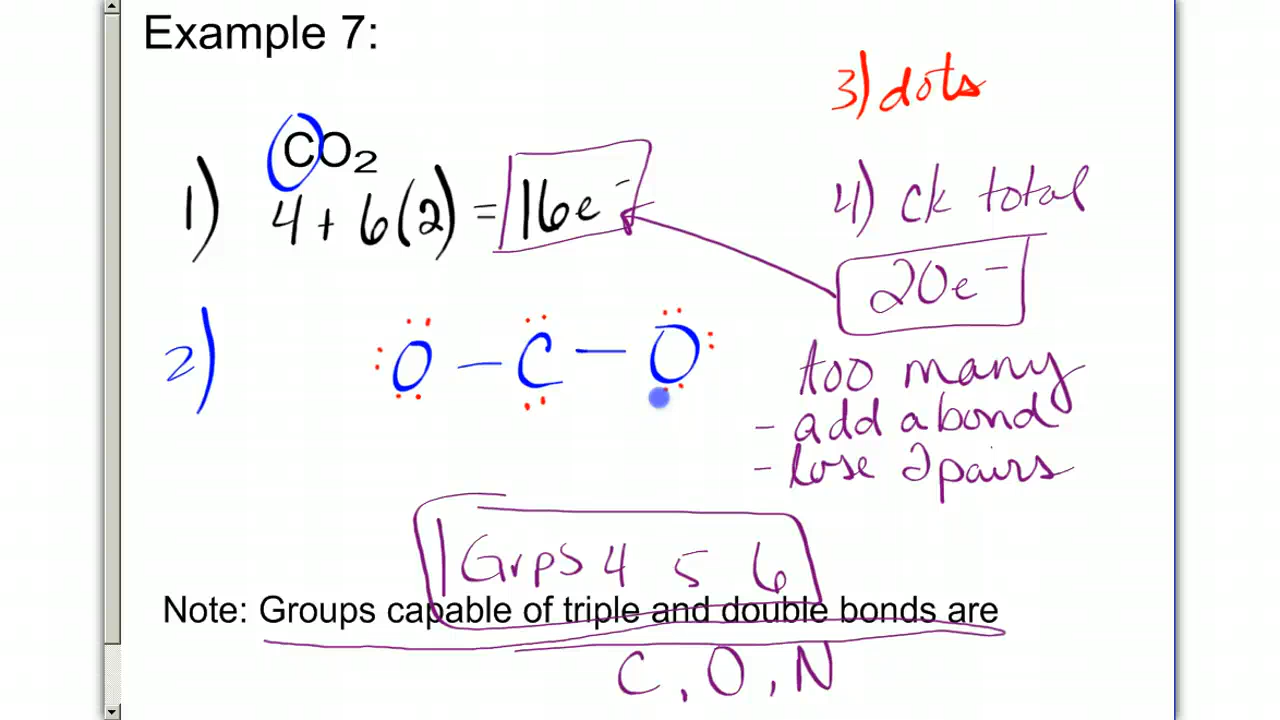 Example 7:
3) dots
CO₂
1) 4 + 6(2) = 16e⁻
4) ck total
20e⁻
2) O – C – O
too many
- add a bond
- lose 2 pairs
Grps 4 5 6
Note: Groups capable of triple and double bonds are
C, O, N